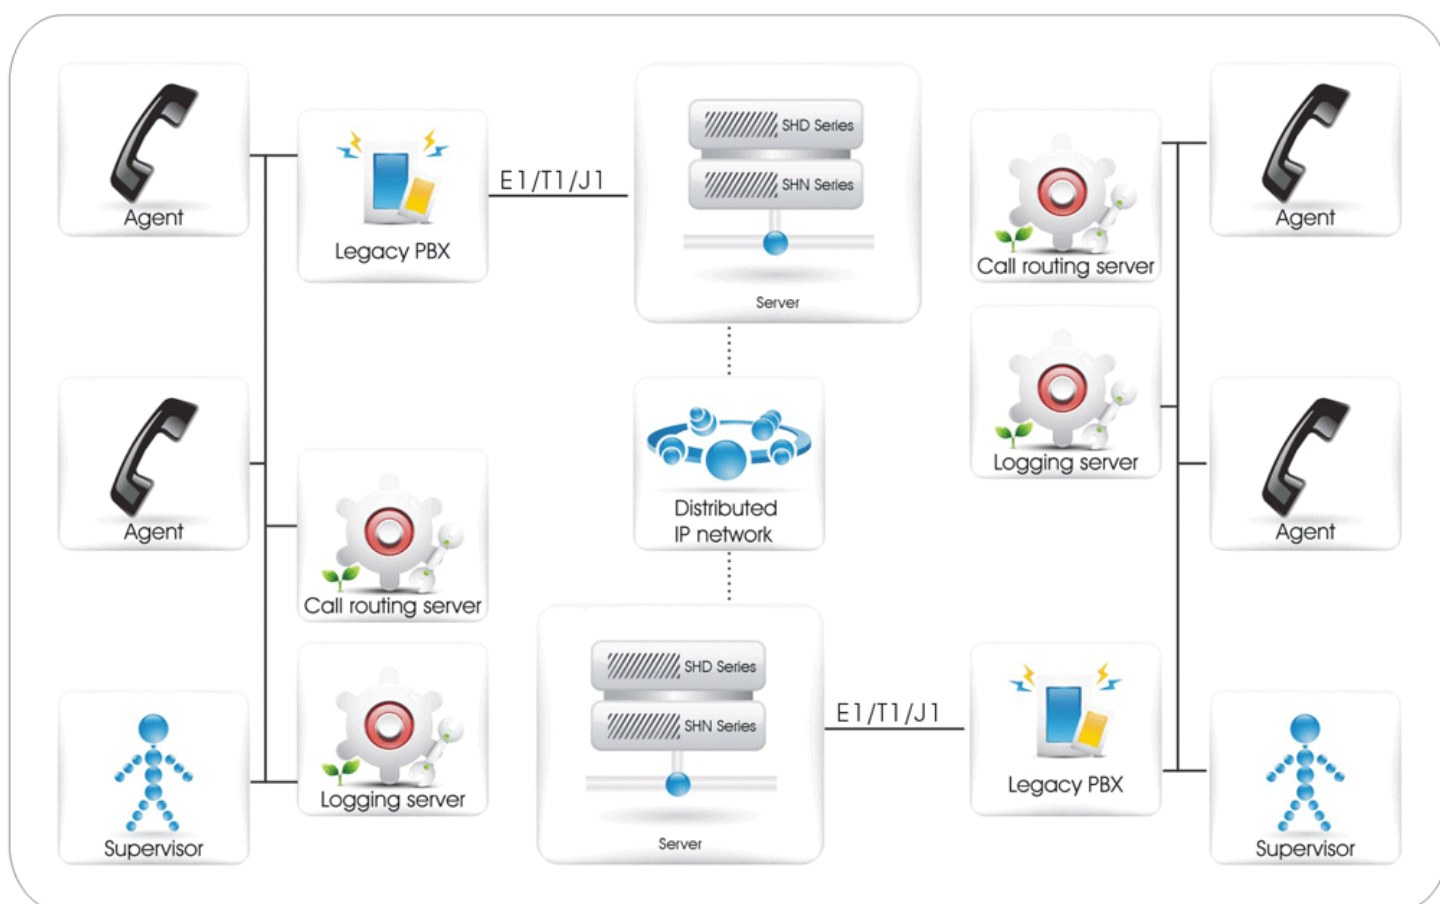 Agent
Legacy PBX
E1/T1/J1
SHD Series
SHN Series
Server
Call routing server
Agent
Agent
Call routing server
Logging server
Supervisor
Distributed
IP network
SHD Series
SHN Series
Server
E1/T1/J1
Legacy PBX
Logging server
Agent
Supervisor